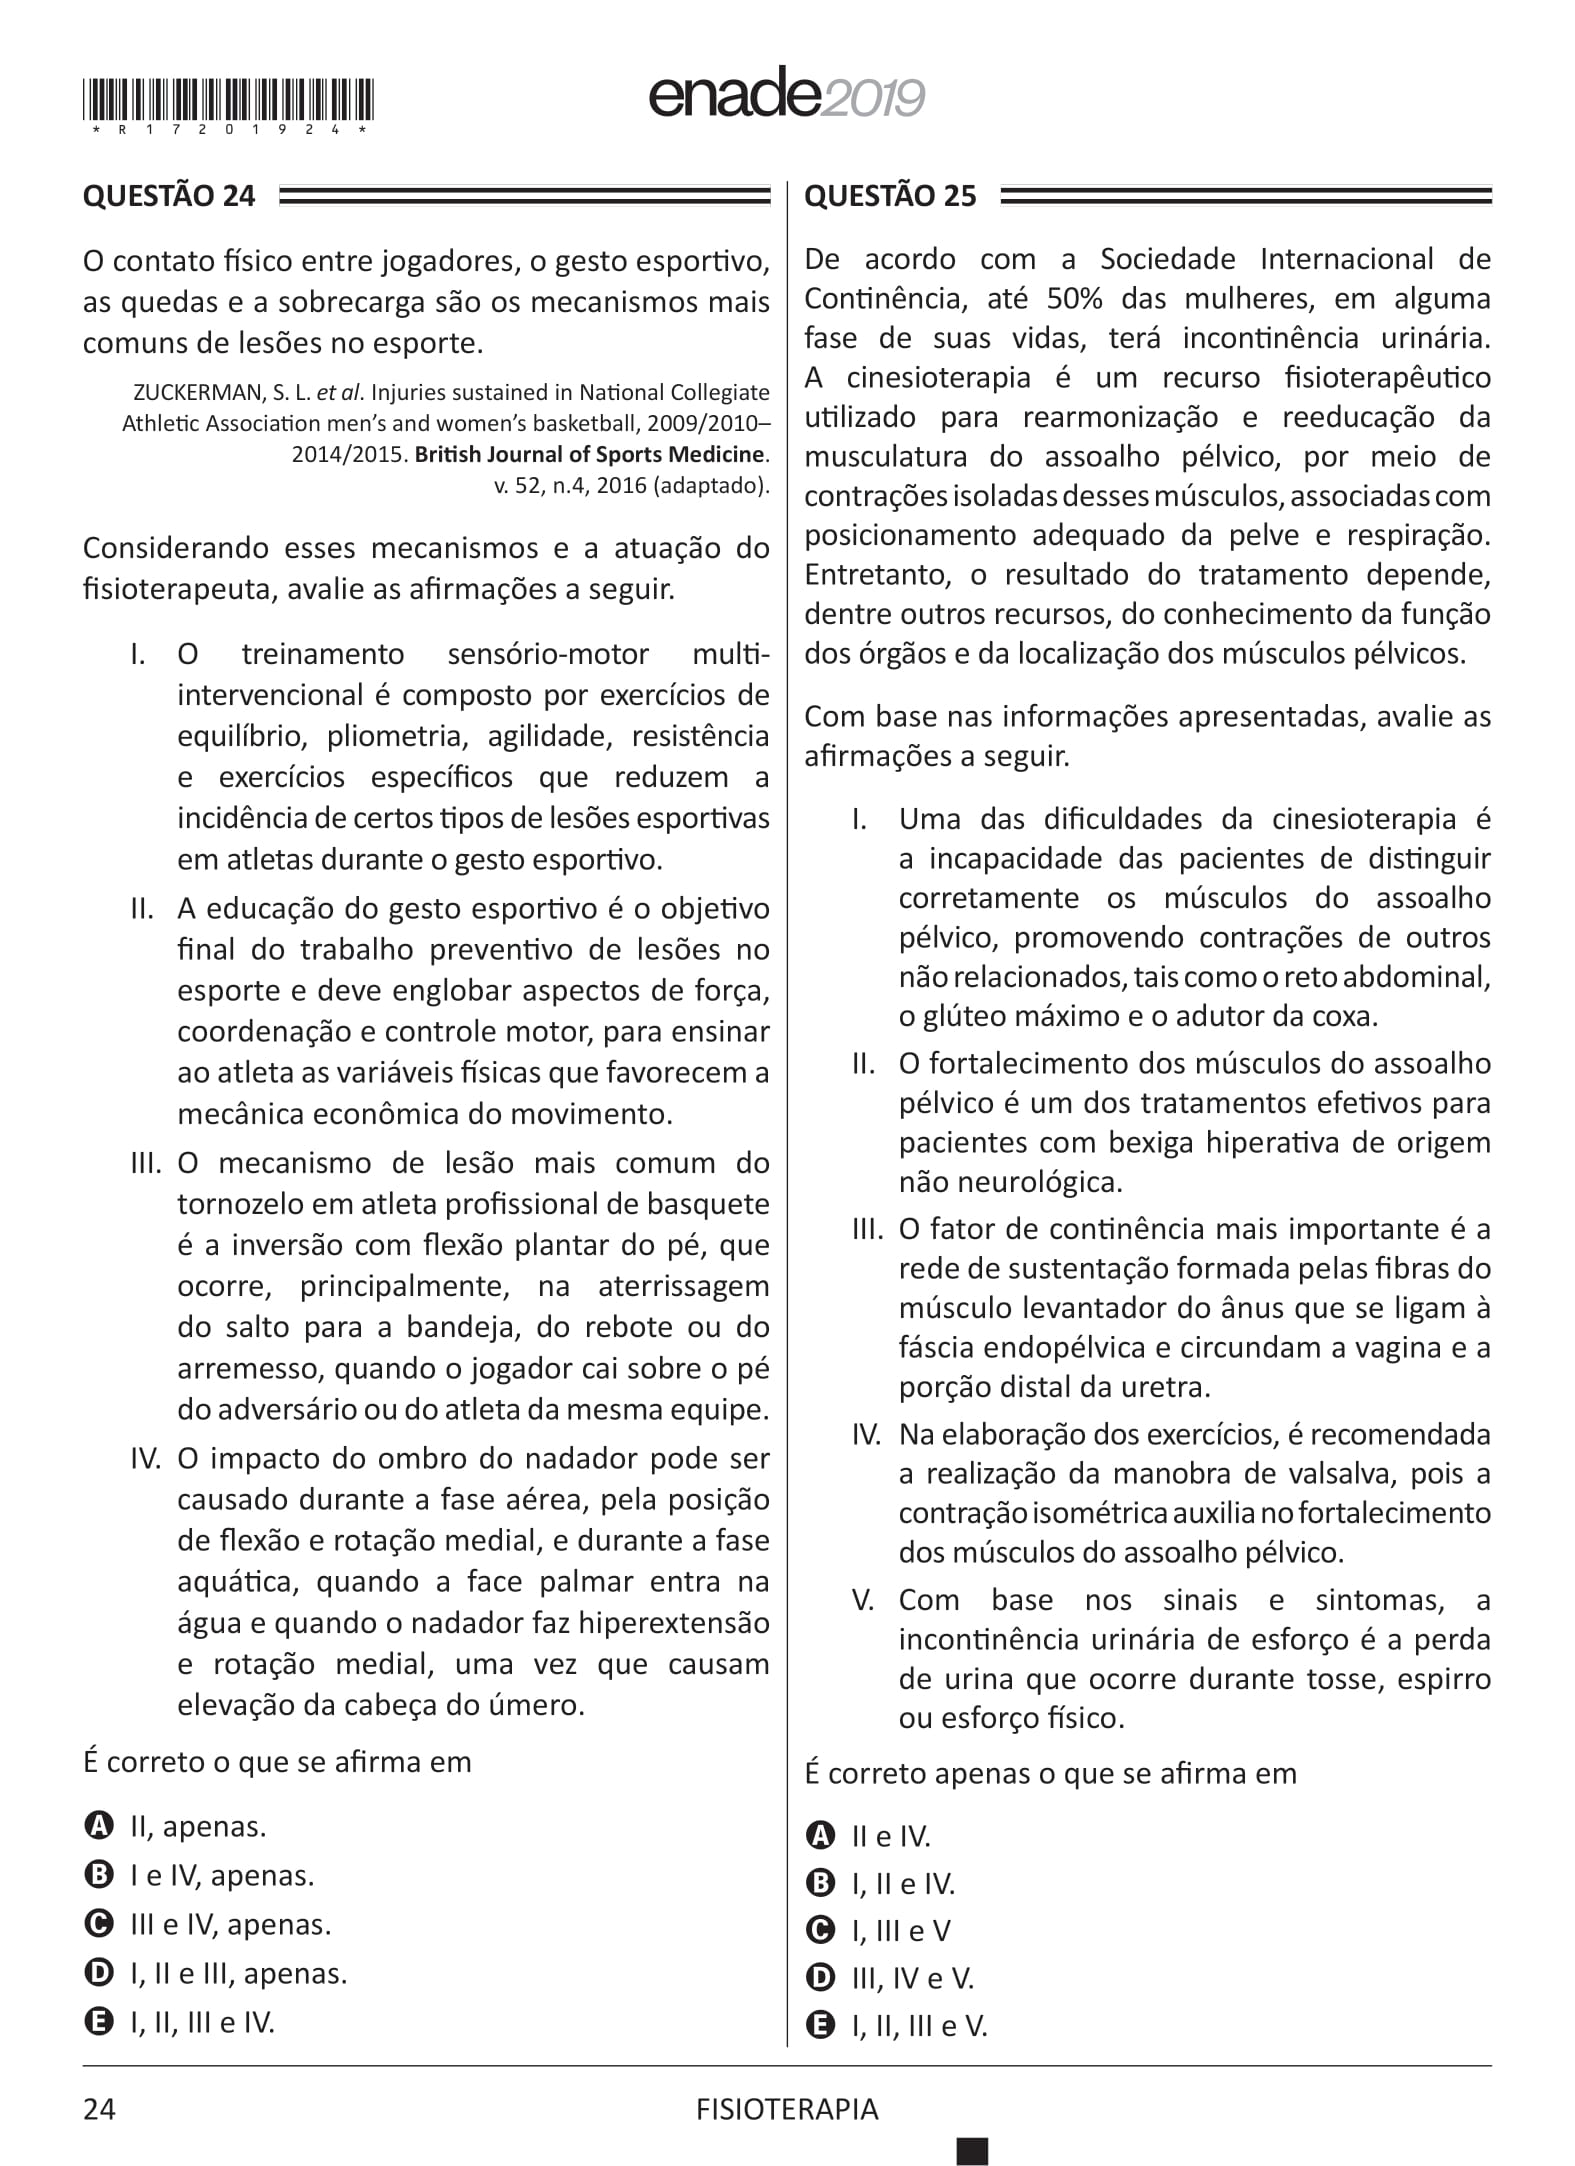 *R17201924*
enade2019
QUESTÃO 24
O contato físico entre jogadores, o gesto esportivo,
as quedas e a sobrecarga são os mecanismos mais
comuns de lesões no esporte.
ZUCKERMAN, S. L. et al. Injuries sustained in National Collegiate
Athletic Association men’s and women’s basketball, 2009/2010–
2014/2015. British Journal of Sports Medicine.
v. 52, n.4, 2016 (adaptado).
Considerando esses mecanismos e a atuação do
fisioterapeuta, avalie as afirmações a seguir.
I. O treinamento sensório-motor multi-
intervencional é composto por exercícios de
equilíbrio, pliometria, agilidade, resistência
e exercícios específicos que reduzem a
incidência de certos tipos de lesões esportivas
em atletas durante o gesto esportivo.
II. A educação do gesto esportivo é o objetivo
final do trabalho preventivo de lesões no
esporte e deve englobar aspectos de força,
coordenação e controle motor, para ensinar
ao atleta as variáveis físicas que favorecem a
mecânica econômica do movimento.
III. O mecanismo de lesão mais comum do
tornozelo em atleta profissional de basquete
é a inversão com flexão plantar do pé, que
ocorre, principalmente, na aterrissagem
do salto para a bandeja, do rebote ou do
arremesso, quando o jogador cai sobre o pé
do adversário ou do atleta da mesma equipe.
IV. O impacto do ombro do nadador pode ser
causado durante a fase aérea, pela posição
de flexão e rotação medial, e durante a fase
aquática, quando a face palmar entra na
água e quando o nadador faz hiperextensão
e rotação medial, uma vez que causam
elevação da cabeça do úmero.
É correto o que se afirma em
A II, apenas.
B I e IV, apenas.
C III e IV, apenas.
D I, II e III, apenas.
E I, II, III e IV.
QUESTÃO 25
De acordo com a Sociedade Internacional de
Continência, até 50% das mulheres, em alguma
fase de suas vidas, terá incontinência urinária.
A cinesioterapia é um recurso fisioterapêutico
utilizado para rearmonização e reeducação da
musculatura do assoalho pélvico, por meio de
contrações isoladas desses músculos, associadas com
posicionamento adequado da pelve e respiração.
Entretanto, o resultado do tratamento depende,
dentre outros recursos, do conhecimento da função
dos órgãos e da localização dos músculos pélvicos.
Com base nas informações apresentadas, avalie as
afirmações a seguir.
I. Uma das dificuldades da cinesioterapia é
a incapacidade das pacientes de distinguir
corretamente os músculos do assoalho
pélvico, promovendo contrações de outros
não relacionados, tais como o reto abdominal,
o glúteo máximo e o adutor da coxa.
II. O fortalecimento dos músculos do assoalho
pélvico é um dos tratamentos efetivos para
pacientes com bexiga hiperativa de origem
não neurológica.
III. O fator de continência mais importante é a
rede de sustentação formada pelas fibras do
músculo levantador do ânus que se ligam à
fáscia endopélvica e circundam a vagina e a
porção distal da uretra.
IV. Na elaboração dos exercícios, é recomendada
a realização da manobra de valsalva, pois a
contração isométrica auxilia no fortalecimento
dos músculos do assoalho pélvico.
V. Com base nos sinais e sintomas, a
incontinência urinária de esforço é a perda
de urina que ocorre durante tosse, espirro
ou esforço físico.
É correto apenas o que se afirma em
A II e IV.
B I, II e IV.
C I, III e V
D III, IV e V.
E I, II, III e V.
24
FISIOTERAPIA